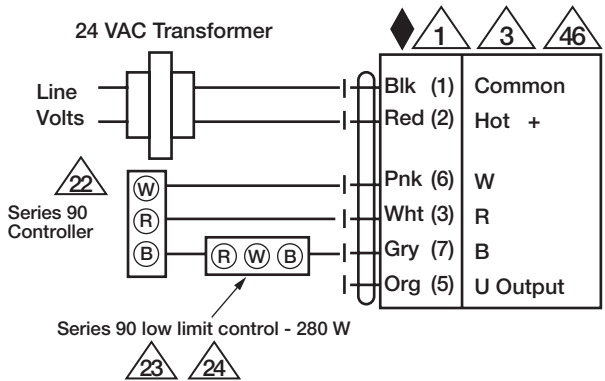 24 VAC Transformer
1
3
46
Line
Volts
Blk (1) Common
Red (2) Hot +
22
Series 90
Controller
W
R
B
R W B
Pnk (6) W
Wht (3) R
Gry (7) B
Org (5) U Output
Series 90 low limit control - 280 W
23
24